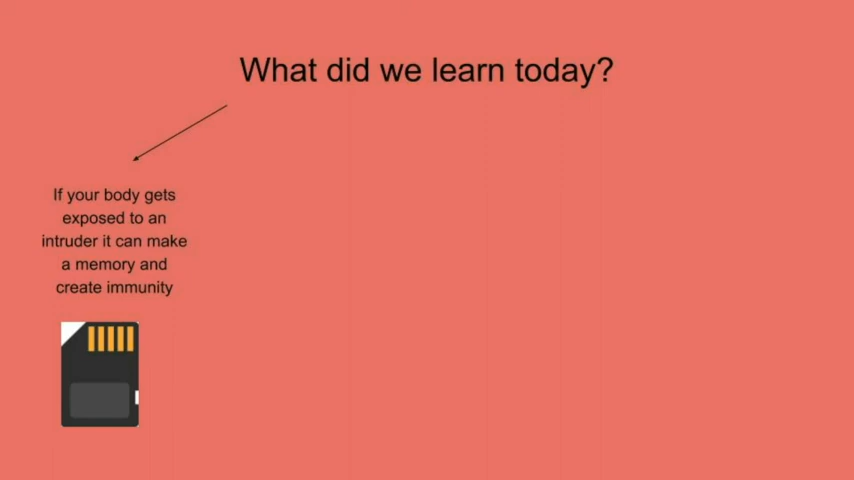 What did we learn today?
If your body gets
exposed to an
intruder it can make
a memory and
create immunity